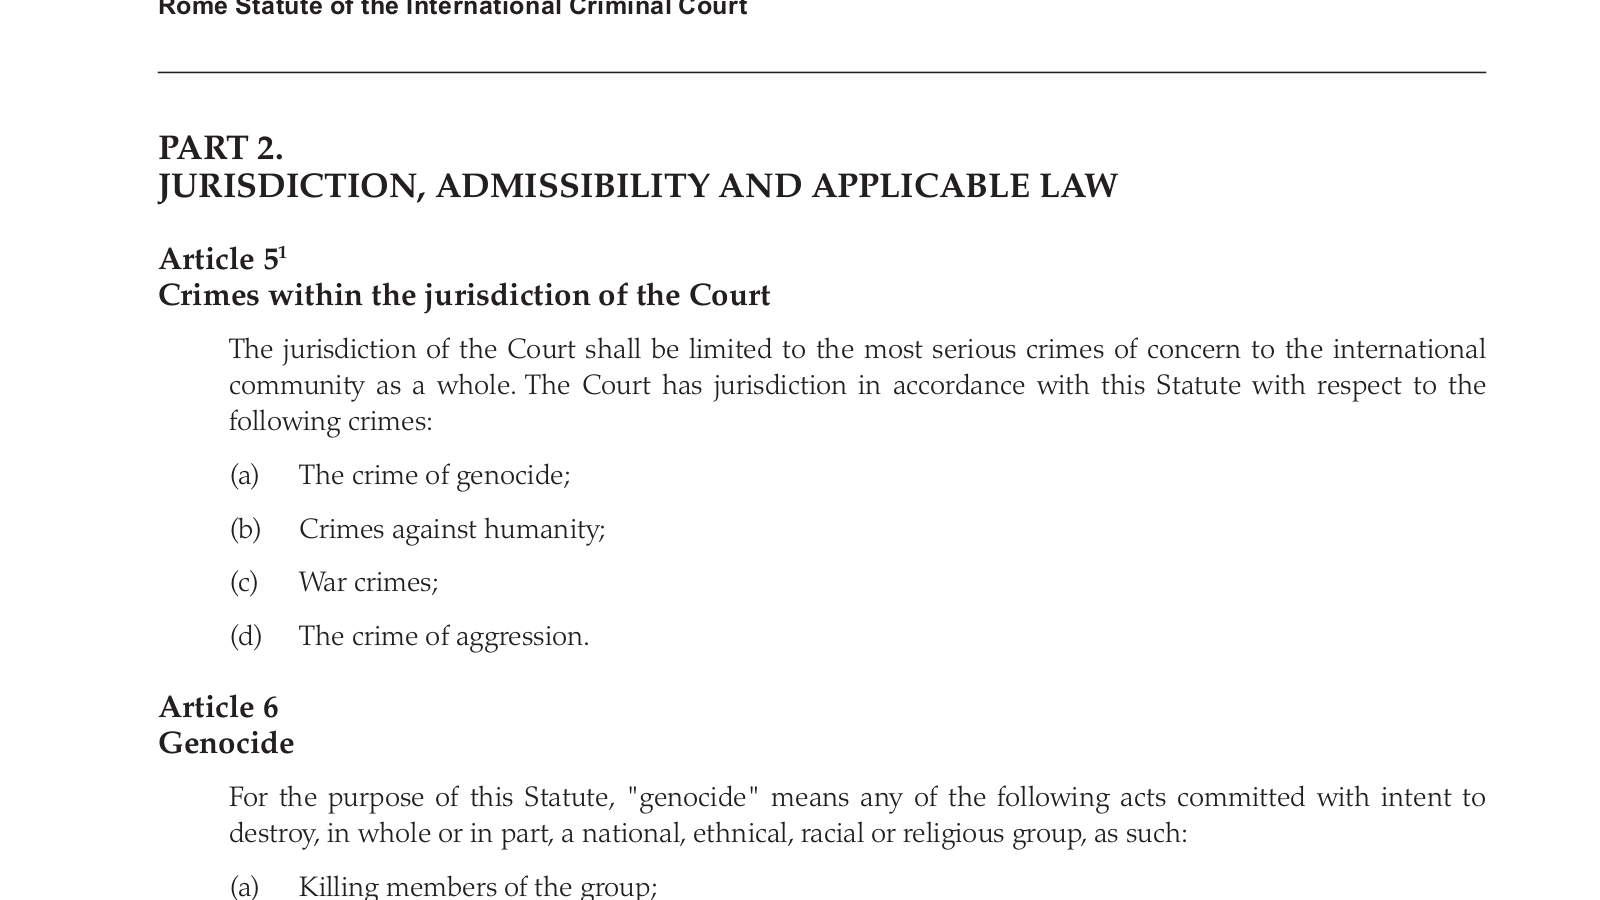 Rome Statute of the International Criminal Court
PART 2.
JURISDICTION, ADMISSIBILITY AND APPLICABLE LAW
Article 5¹
Crimes within the jurisdiction of the Court
The jurisdiction of the Court shall be limited to the most serious crimes of concern to the international
community as a whole. The Court has jurisdiction in accordance with this Statute with respect to the
following crimes:
(a) The crime of genocide;
(b) Crimes against humanity;
(c) War crimes;
(d) The crime of aggression.
Article 6
Genocide
For the purpose of this Statute, "genocide" means any of the following acts committed with intent to
destroy, in whole or in part, a national, ethnical, racial or religious group, as such:
(a) Killing members of the group;